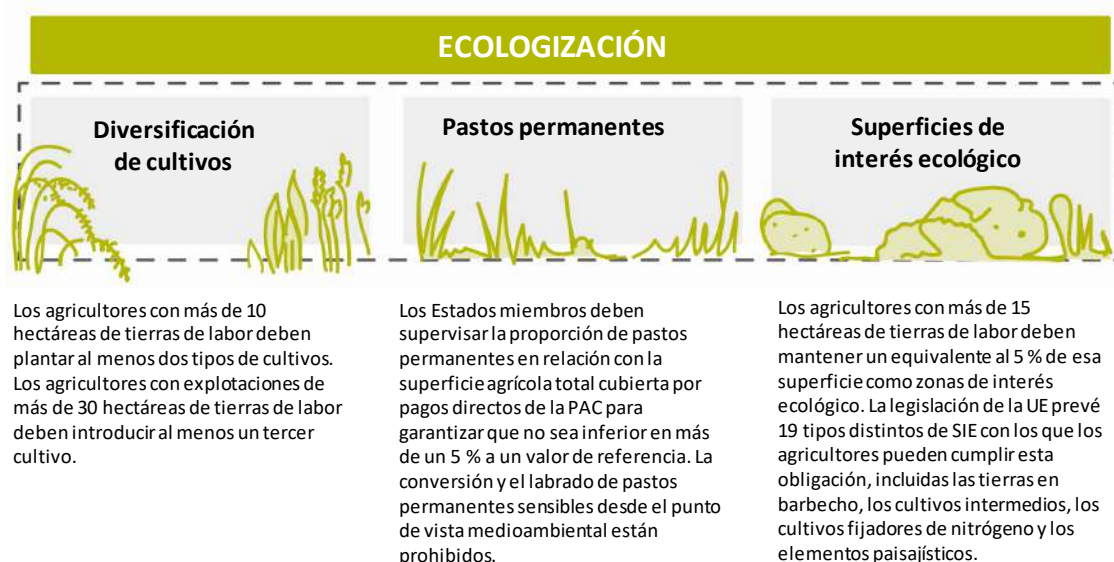 ECOLOGIZACIÓN
Diversificación
de cultivos
Los agricultores con más de 10
hectáreas de tierras de labor deben
plantar al menos dos tipos de cultivos.
Los agricultores con explotaciones de
más de 30 hectáreas de tierras de labor
deben introducir al menos un tercer
cultivo.
Pastos permanentes
Los Estados miembros deben
supervisar la proporción de pastos
permanentes en relación con la
superficie agrícola total cubierta por
pagos directos de la PAC para
garantizar que no sea inferior en más
de un 5 % a un valor de referencia. La
conversión y el labrado de pastos
permanentes sensibles desde el punto
de vista medioambiental están
prohibidos.
Superficies de
interés ecológico
Los agricultores con más de 15
hectáreas de tierras de labor deben
mantener un equivalente al 5 % de esa
superficie como zonas de interés
ecológico. La legislación de la UE prevé
19 tipos distintos de SIE con los que los
agricultores pueden cumplir esta
obligación, incluidas las tierras en
barbecho, los cultivos intermedios, los
cultivos fijadores de nitrógeno y los
elementos paisajísticos.